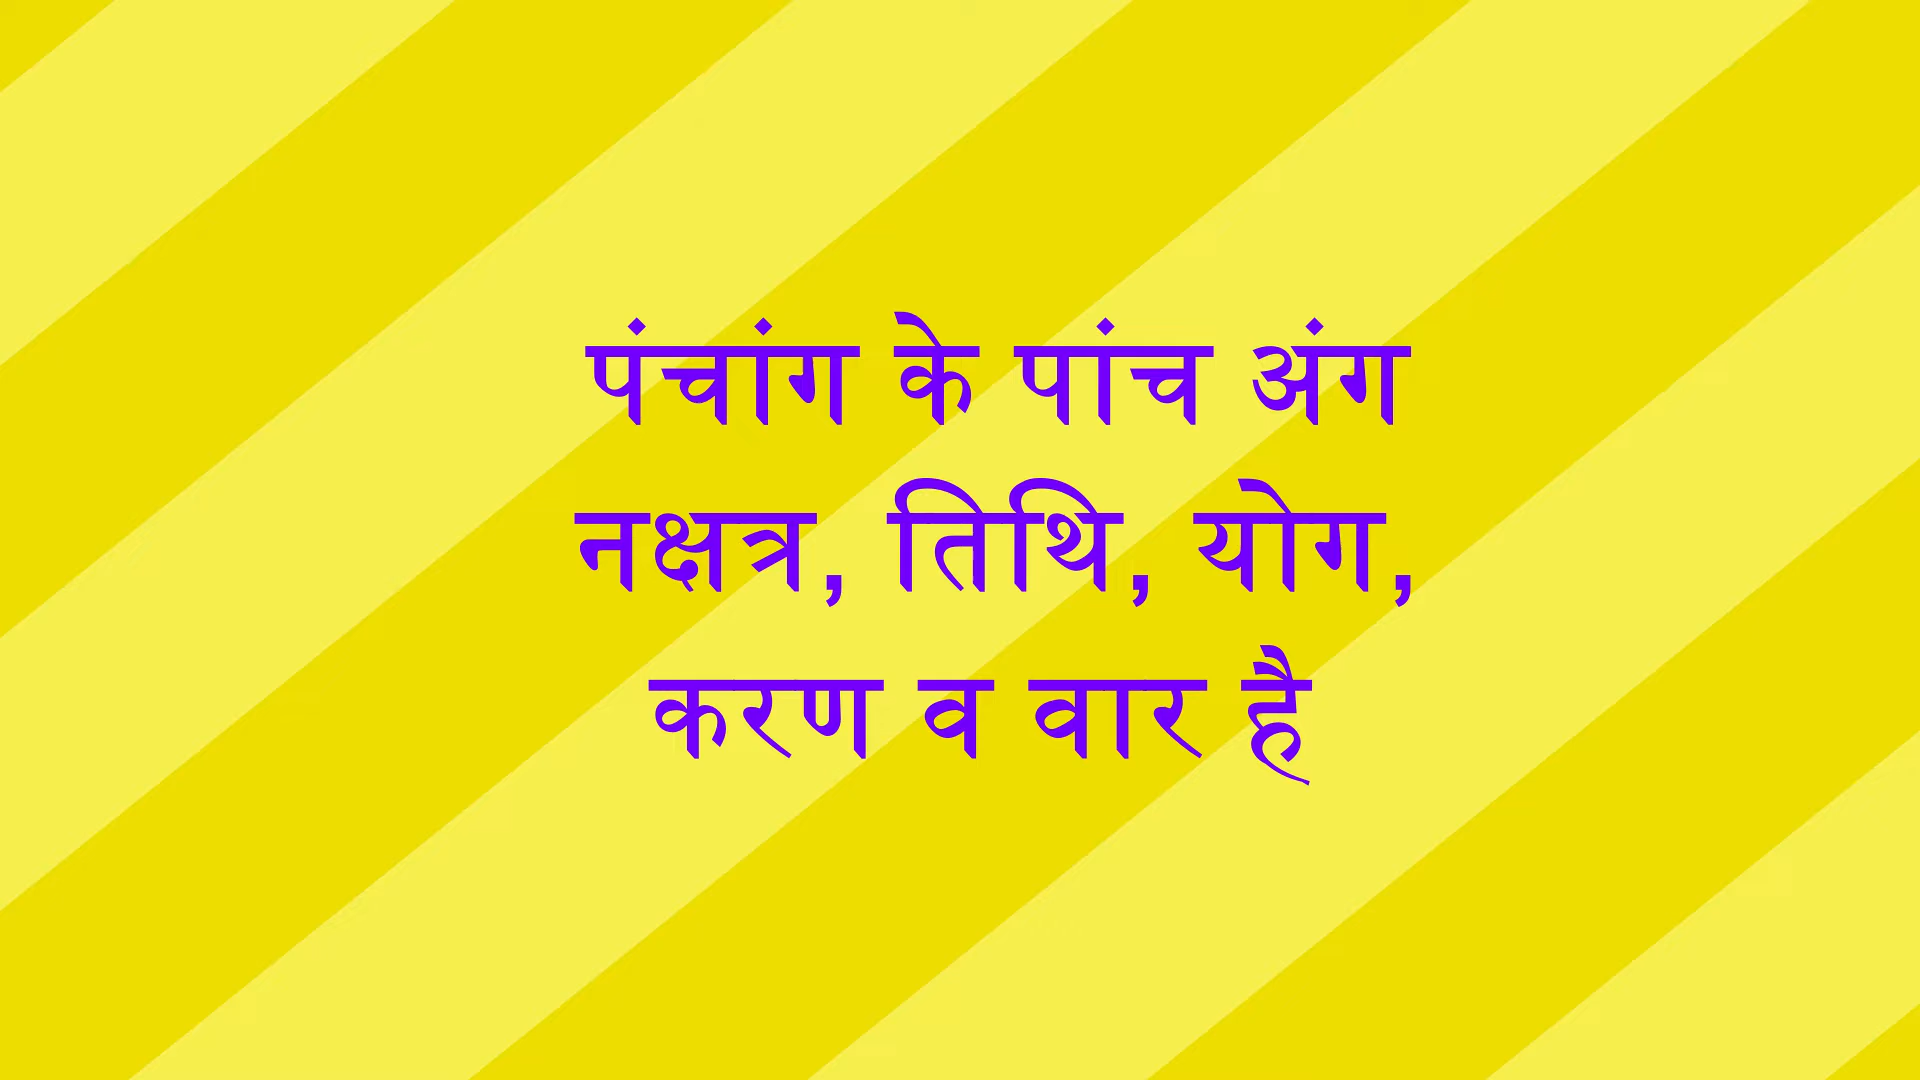 पंचांग के पांच अंग
नक्षत्र, तिथि, योग,
करण व वार है